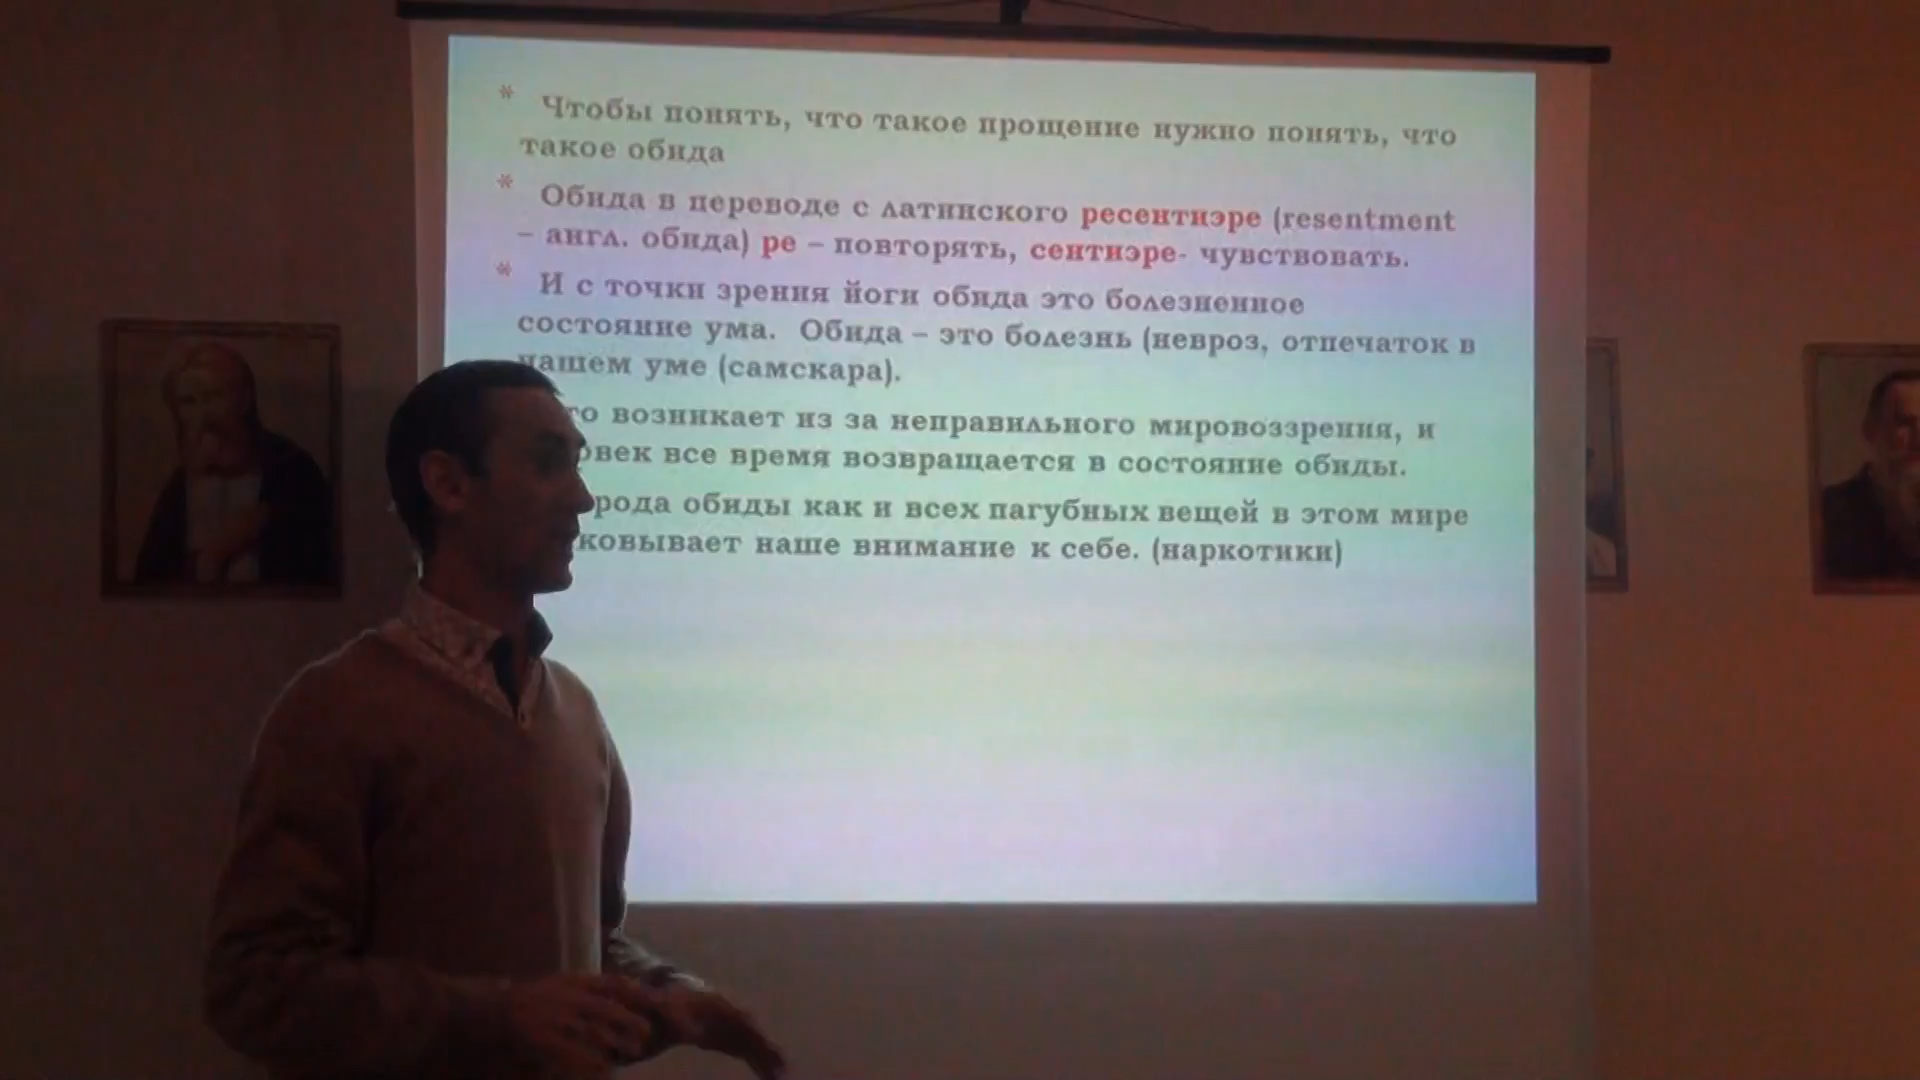 * Чтобы понять, что такое прощение нужно понять, что
такое обида
* Обида в переводе с латинского ресентиэре (resentment
– англ. обида) ре – повторять, сентиэре- чувствовать.
* И с точки зрения йоги обида это болезненное
состояние ума. Обида – это болезнь (невроз, отпечаток в
нашем уме (самскара).
возникает из за неправильного мировоззрения, и
все время возвращается в состояние обиды.
обиды как и всех пагубных вещей в этом мире
наше внимание к себе. (наркотики)